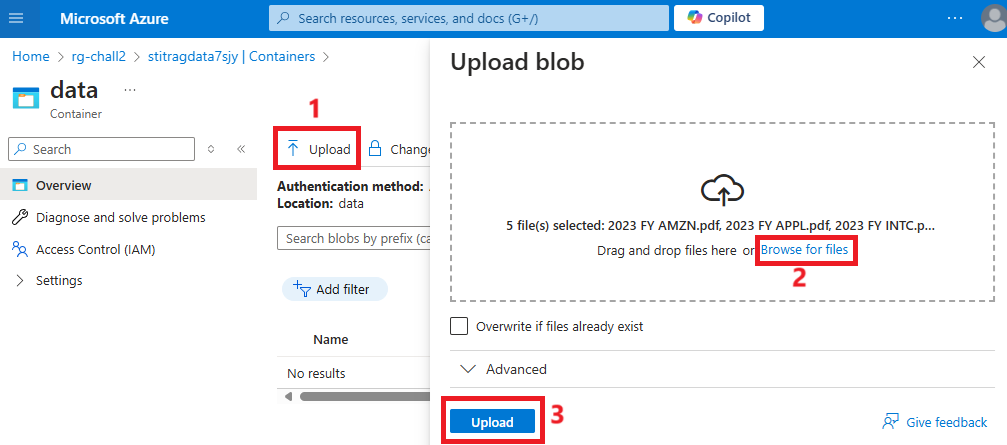 Microsoft Azure
Search resources, services, and docs (G+/)
Copilot
...
Home > rg-chall2 > stitragdata7sjy | Containers >
data ...
Container
Search
Overview
Diagnose and solve problems
Access Control (IAM)
Settings
1
Upload
Change
Authentication method:
Location: data
Search blobs by prefix (ca
Add filter
Name
No results
Upload blob
5 file(s) selected: 2023 FY AMZN.pdf, 2023 FY APPL.pdf, 2023 FY INTC.p...
Drag and drop files here or Browse for files
2
Overwrite if files already exist
Advanced
Upload
3
Give feedback